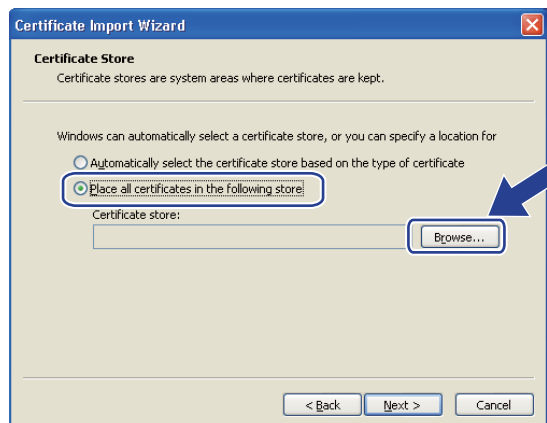 Certificate Import Wizard
Certificate Store
Certificate stores are system areas where certificates are kept.
Windows can automatically select a certificate store, or you can specify a location for
Automatically select the certificate store based on the type of certificate
Place all certificates in the following store
Certificate store:
Browse...
< Back
Next >
Cancel